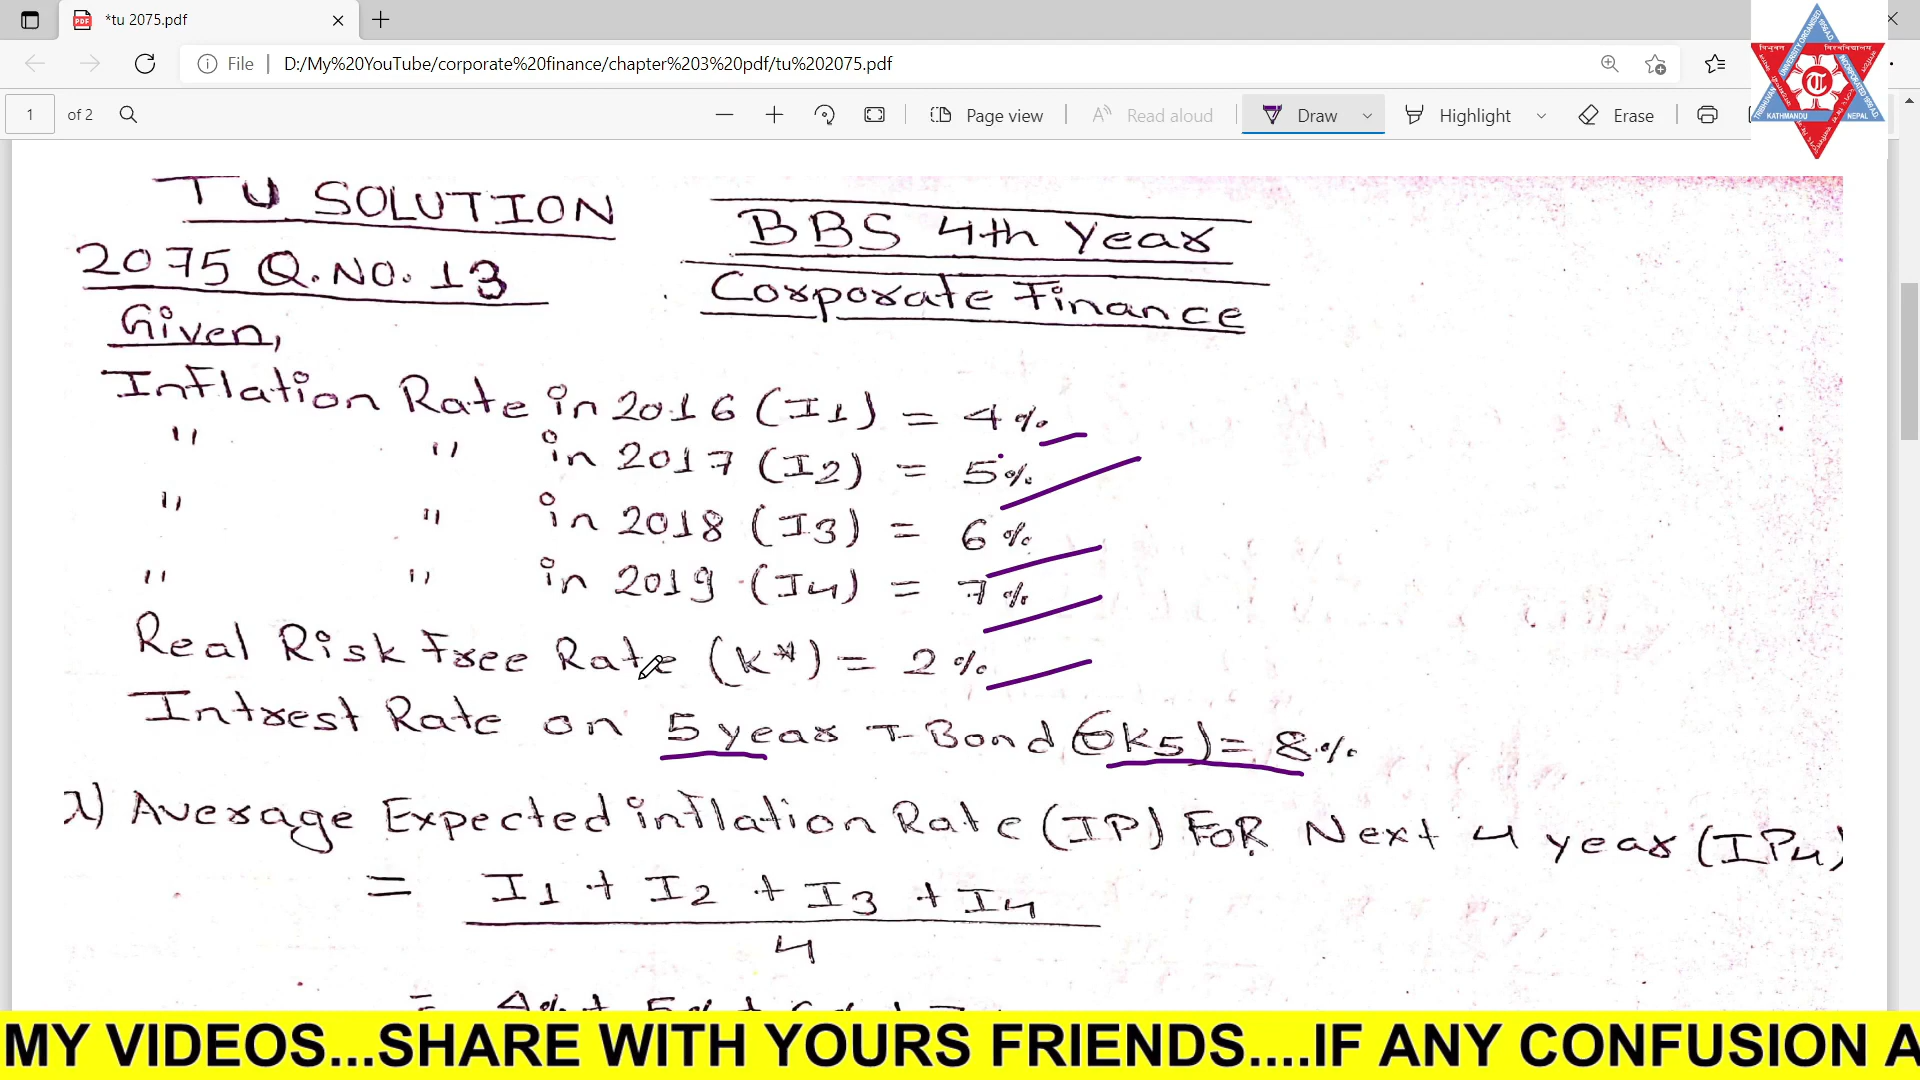 *tu 2075.pdf
File
D:/My%20YouTube/corporate%20finance/chapter%203%20pdf/tu%202075.pdf
1 of 2
Page view
Read aloud
Draw
Highlight
Erase
KATHMANDU NEPAL
TU SOLUTION
BBS 4th Year
2075 Q.NO.13
Corporate Finance
Given,
Inflation Rate in 2016 (I1) = 4%
" " in 2017 (I2) = 5%
" " in 2018 (I3) = 6%
" " in 2019 (I4) = 7%
Real Risk Free Rate (K*) = 2%
Intrest Rate on 5 year T-Bond (K5) = 8%
Average Expected inflation Rate (IP) FOR Next 4 year (IP4)
= I1 + I2 + I3 + I4
4
MY VIDEOS...SHARE WITH YOURS FRIENDS....IF ANY CONFUSION A